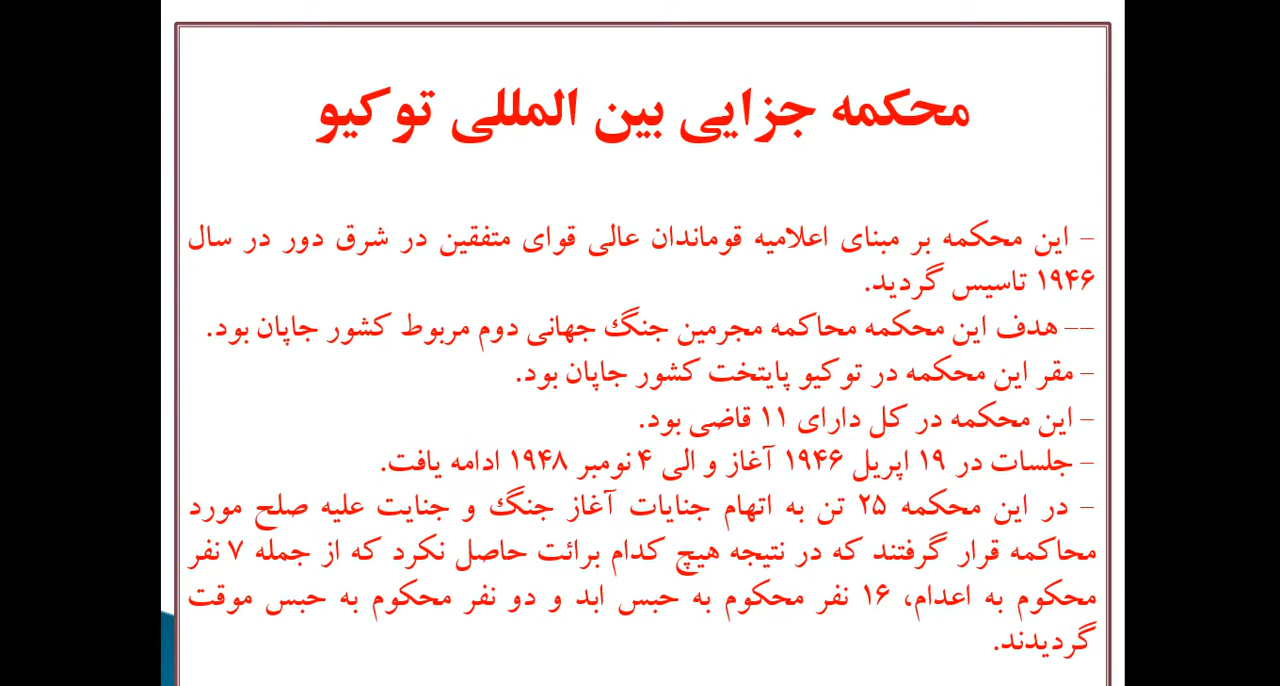 محکمه جزایی بین المللی توکیو
- این محکمه بر مبنای اعلامیه قوماندان عالی قوای متفقین در شرق دور در سال
۱۹۴۶ تاسیس گردید.
-- هدف این محکمه محاکمه مجرمین جنگ جهانی دوم مربوط کشور جاپان بود.
- مقر این محکمه در توکیو پایتخت کشور جاپان بود.
- این محکمه در کل دارای ۱۱ قاضی بود.
- جلسات در ۱۹ اپریل ۱۹۴۶ آغاز و الی ۴ نومبر ۱۹۴۸ ادامه یافت.
- در این محکمه ۲۵ تن به اتهام جنایات آغاز جنگ و جنایت علیه صلح مورد
محاکمه قرار گرفتند که در نتیجه هیچ کدام برائت حاصل نکرد که از جمله ۷ نفر
محکوم به اعدام، ۱۶ نفر محکوم به حبس ابد و دو نفر محکوم به حبس موقت
گردیدند.